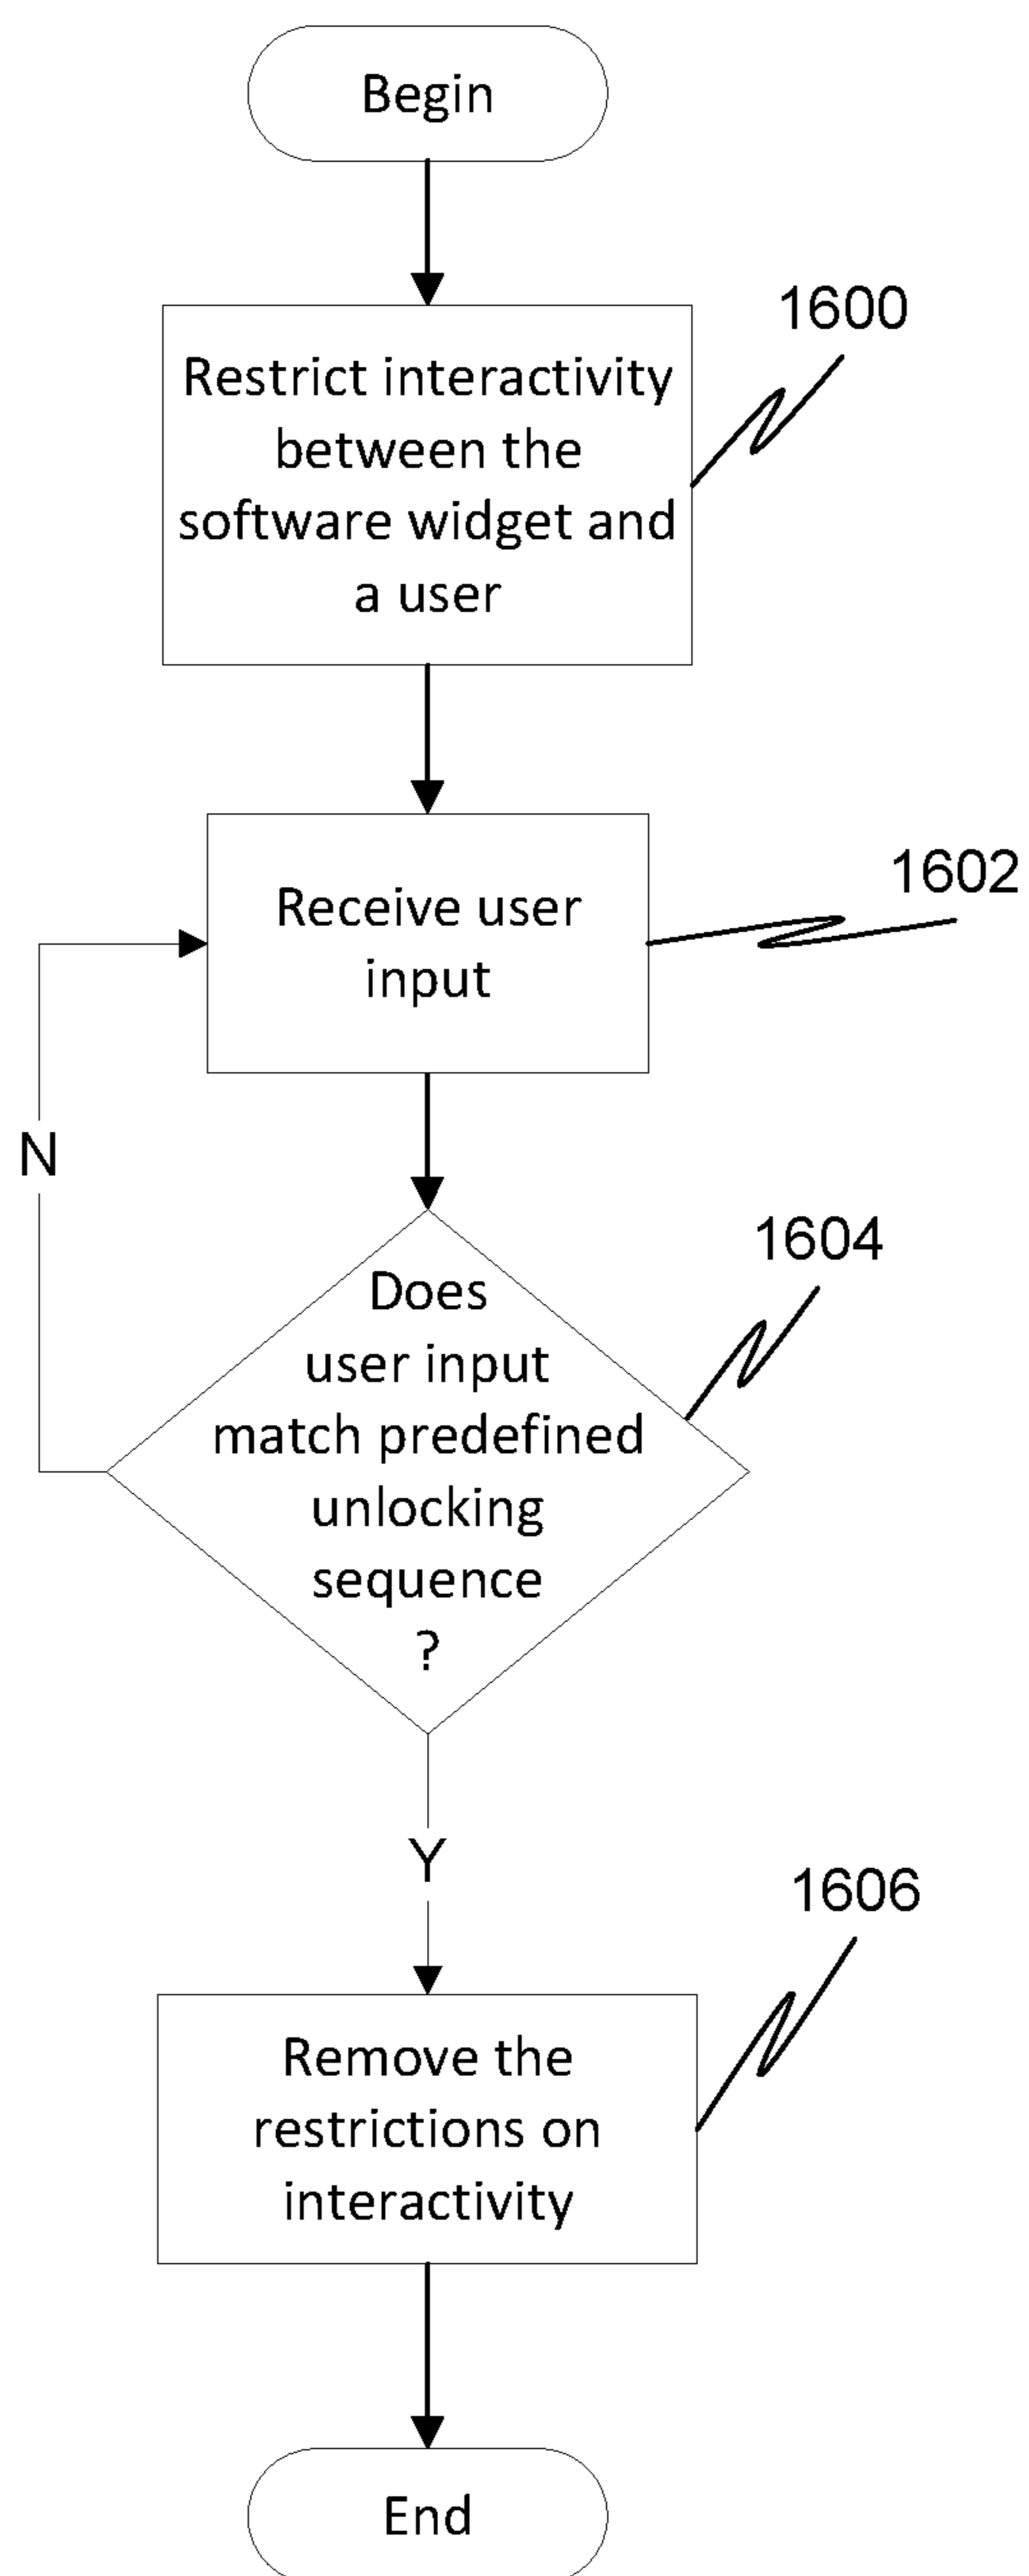 Begin
1600
Restrict interactivity
between the
software widget and
a user
1602
Receive user
input
N
1604
Does
user input
match predefined
unlocking
sequence
?
Y
1606
Remove the
restrictions on
interactivity
End